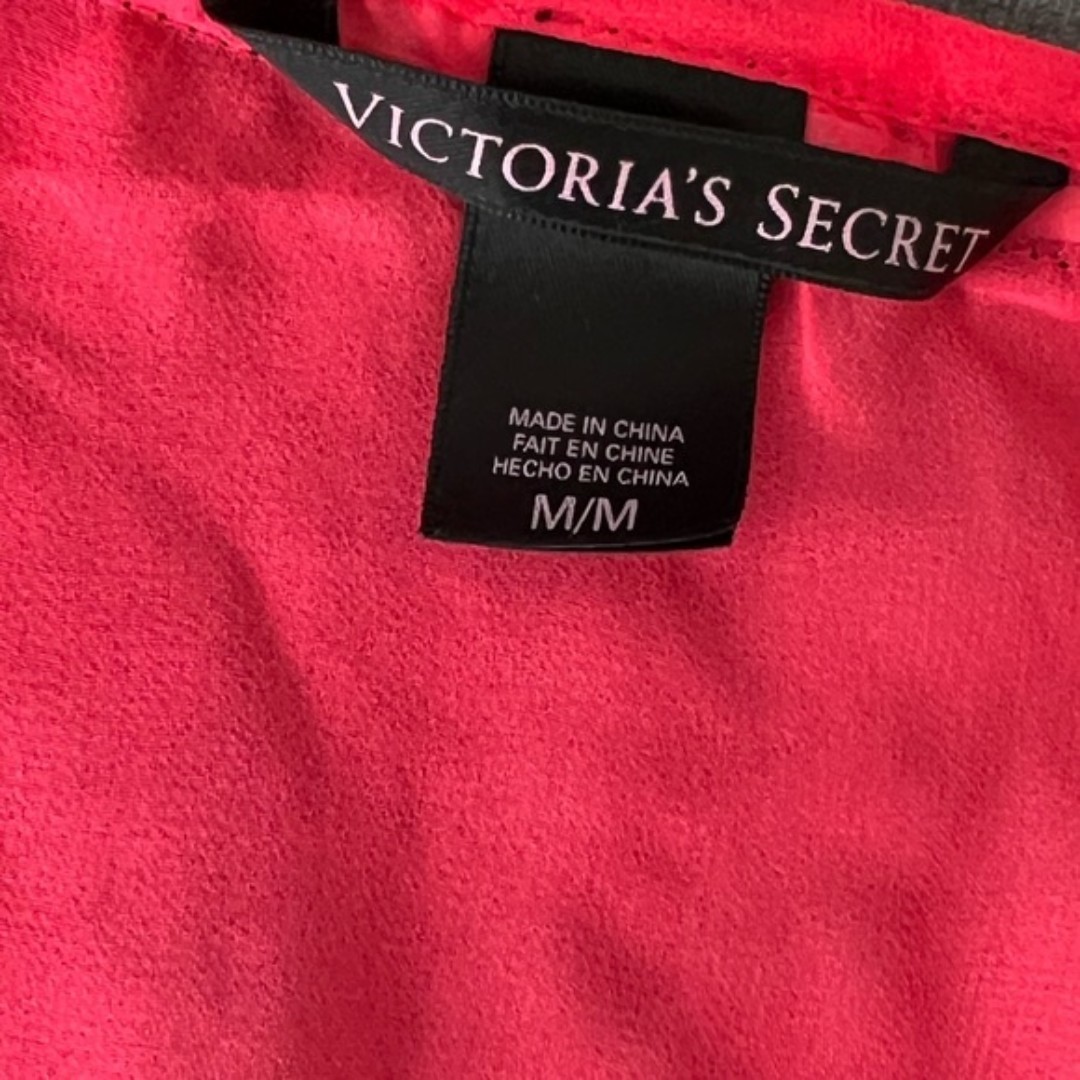 VICTORIA'S SECRET
MADE IN CHINA
FAIT EN CHINE
HECHO EN CHINA
M/M